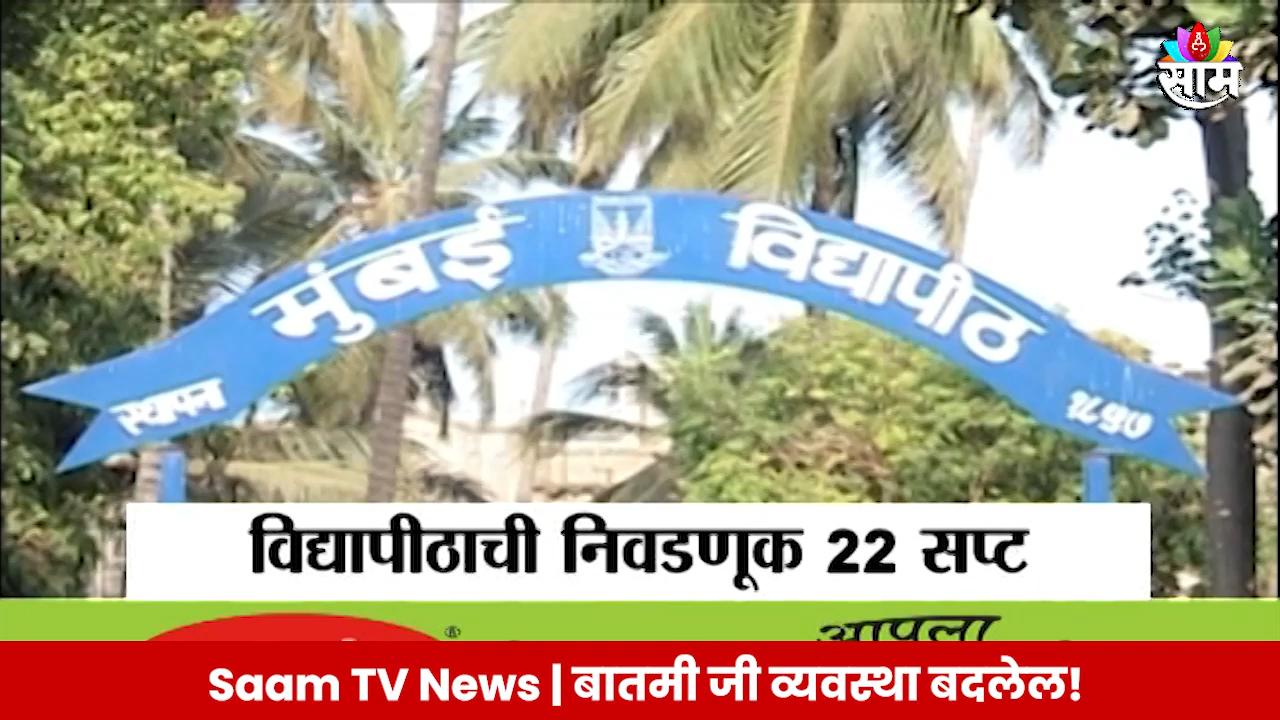 साम
मुंबई विद्यापीठ
स्थापना १८५७
विद्यापीठाची निवडणूक 22 सप्ट
आपला
Saam TV News | बातमी जी व्यवस्था बदलेल!